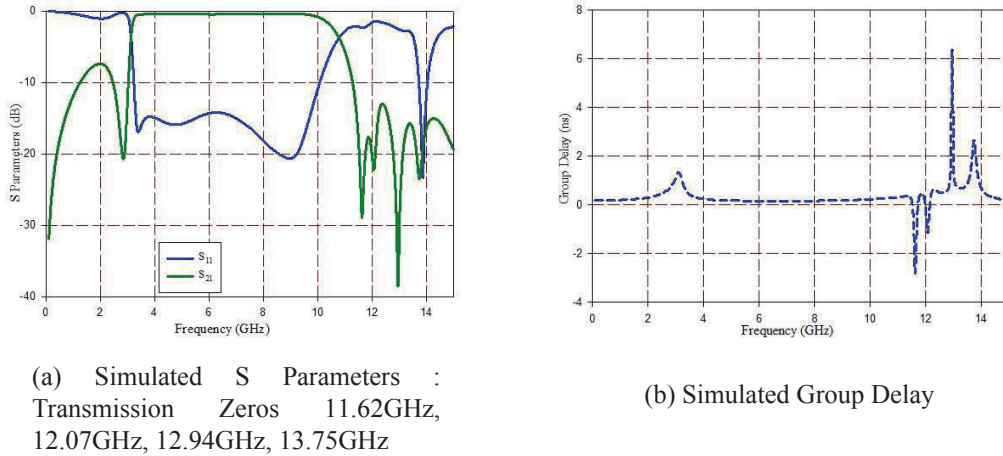 0
-10
-20
-30
-40
S Parameters (dB)
S11
S21
0 2 4 6 8 10 12 14
Frequency (GHz)
(a) Simulated S Parameters :
Transmission Zeros 11.62GHz,
12.07GHz, 12.94GHz, 13.75GHz
8
6
4
2
0
-2
-4
Group Delay (ns)
0 2 4 6 8 10 12 14
Frequency (GHz)
(b) Simulated Group Delay